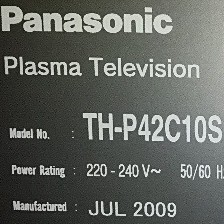 Panasonic
Plasma Television
Model No. : TH-P42C10S
Power Rating : 220 - 240 V~ 50/60 H
Manufactured : JUL 2009